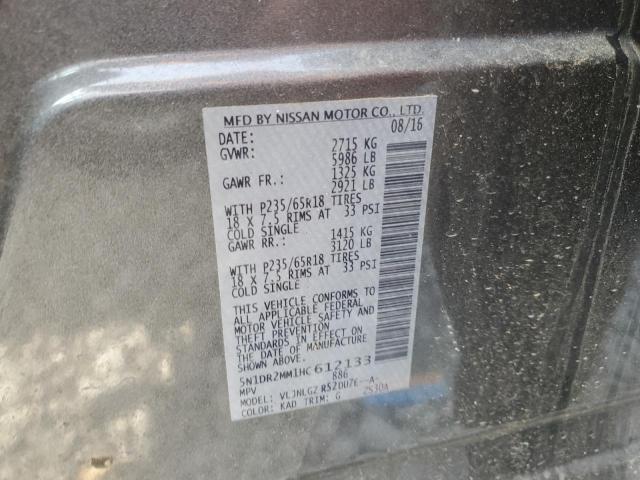 MFD BY NISSAN MOTOR CO., LTD.
DATE: 08/16
GVWR: 2715 KG
5986 LB
GAWR FR.: 1325 KG
2921 LB
WITH P235/65R18 TIRES
18 X 7.5 RIMS AT 33 PSI
COLD SINGLE
GAWR RR.: 1415 KG
3120 LB
WITH P235/65R18 TIRES
18 X 7.5 RIMS AT 33 PSI
COLD SINGLE
THIS VEHICLE CONFORMS TO
ALL APPLICABLE FEDERAL
MOTOR VEHICLE SAFETY AND
THEFT PREVENTION
STANDARDS IN EFFECT ON
THE DATE OF MANUFACTURE
SHOWN ABOVE.
5N1DR2MM1HC612133
MPV 886
MODEL: VLJNLGZ RS2DU7E--A-
COLOR: KAD TRIM: G 2S30A